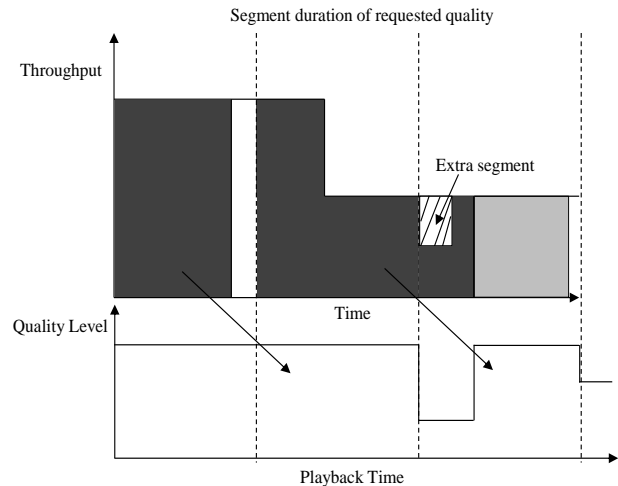 Segment duration of requested quality
Throughput
Extra segment
Time
Quality Level
Playback Time